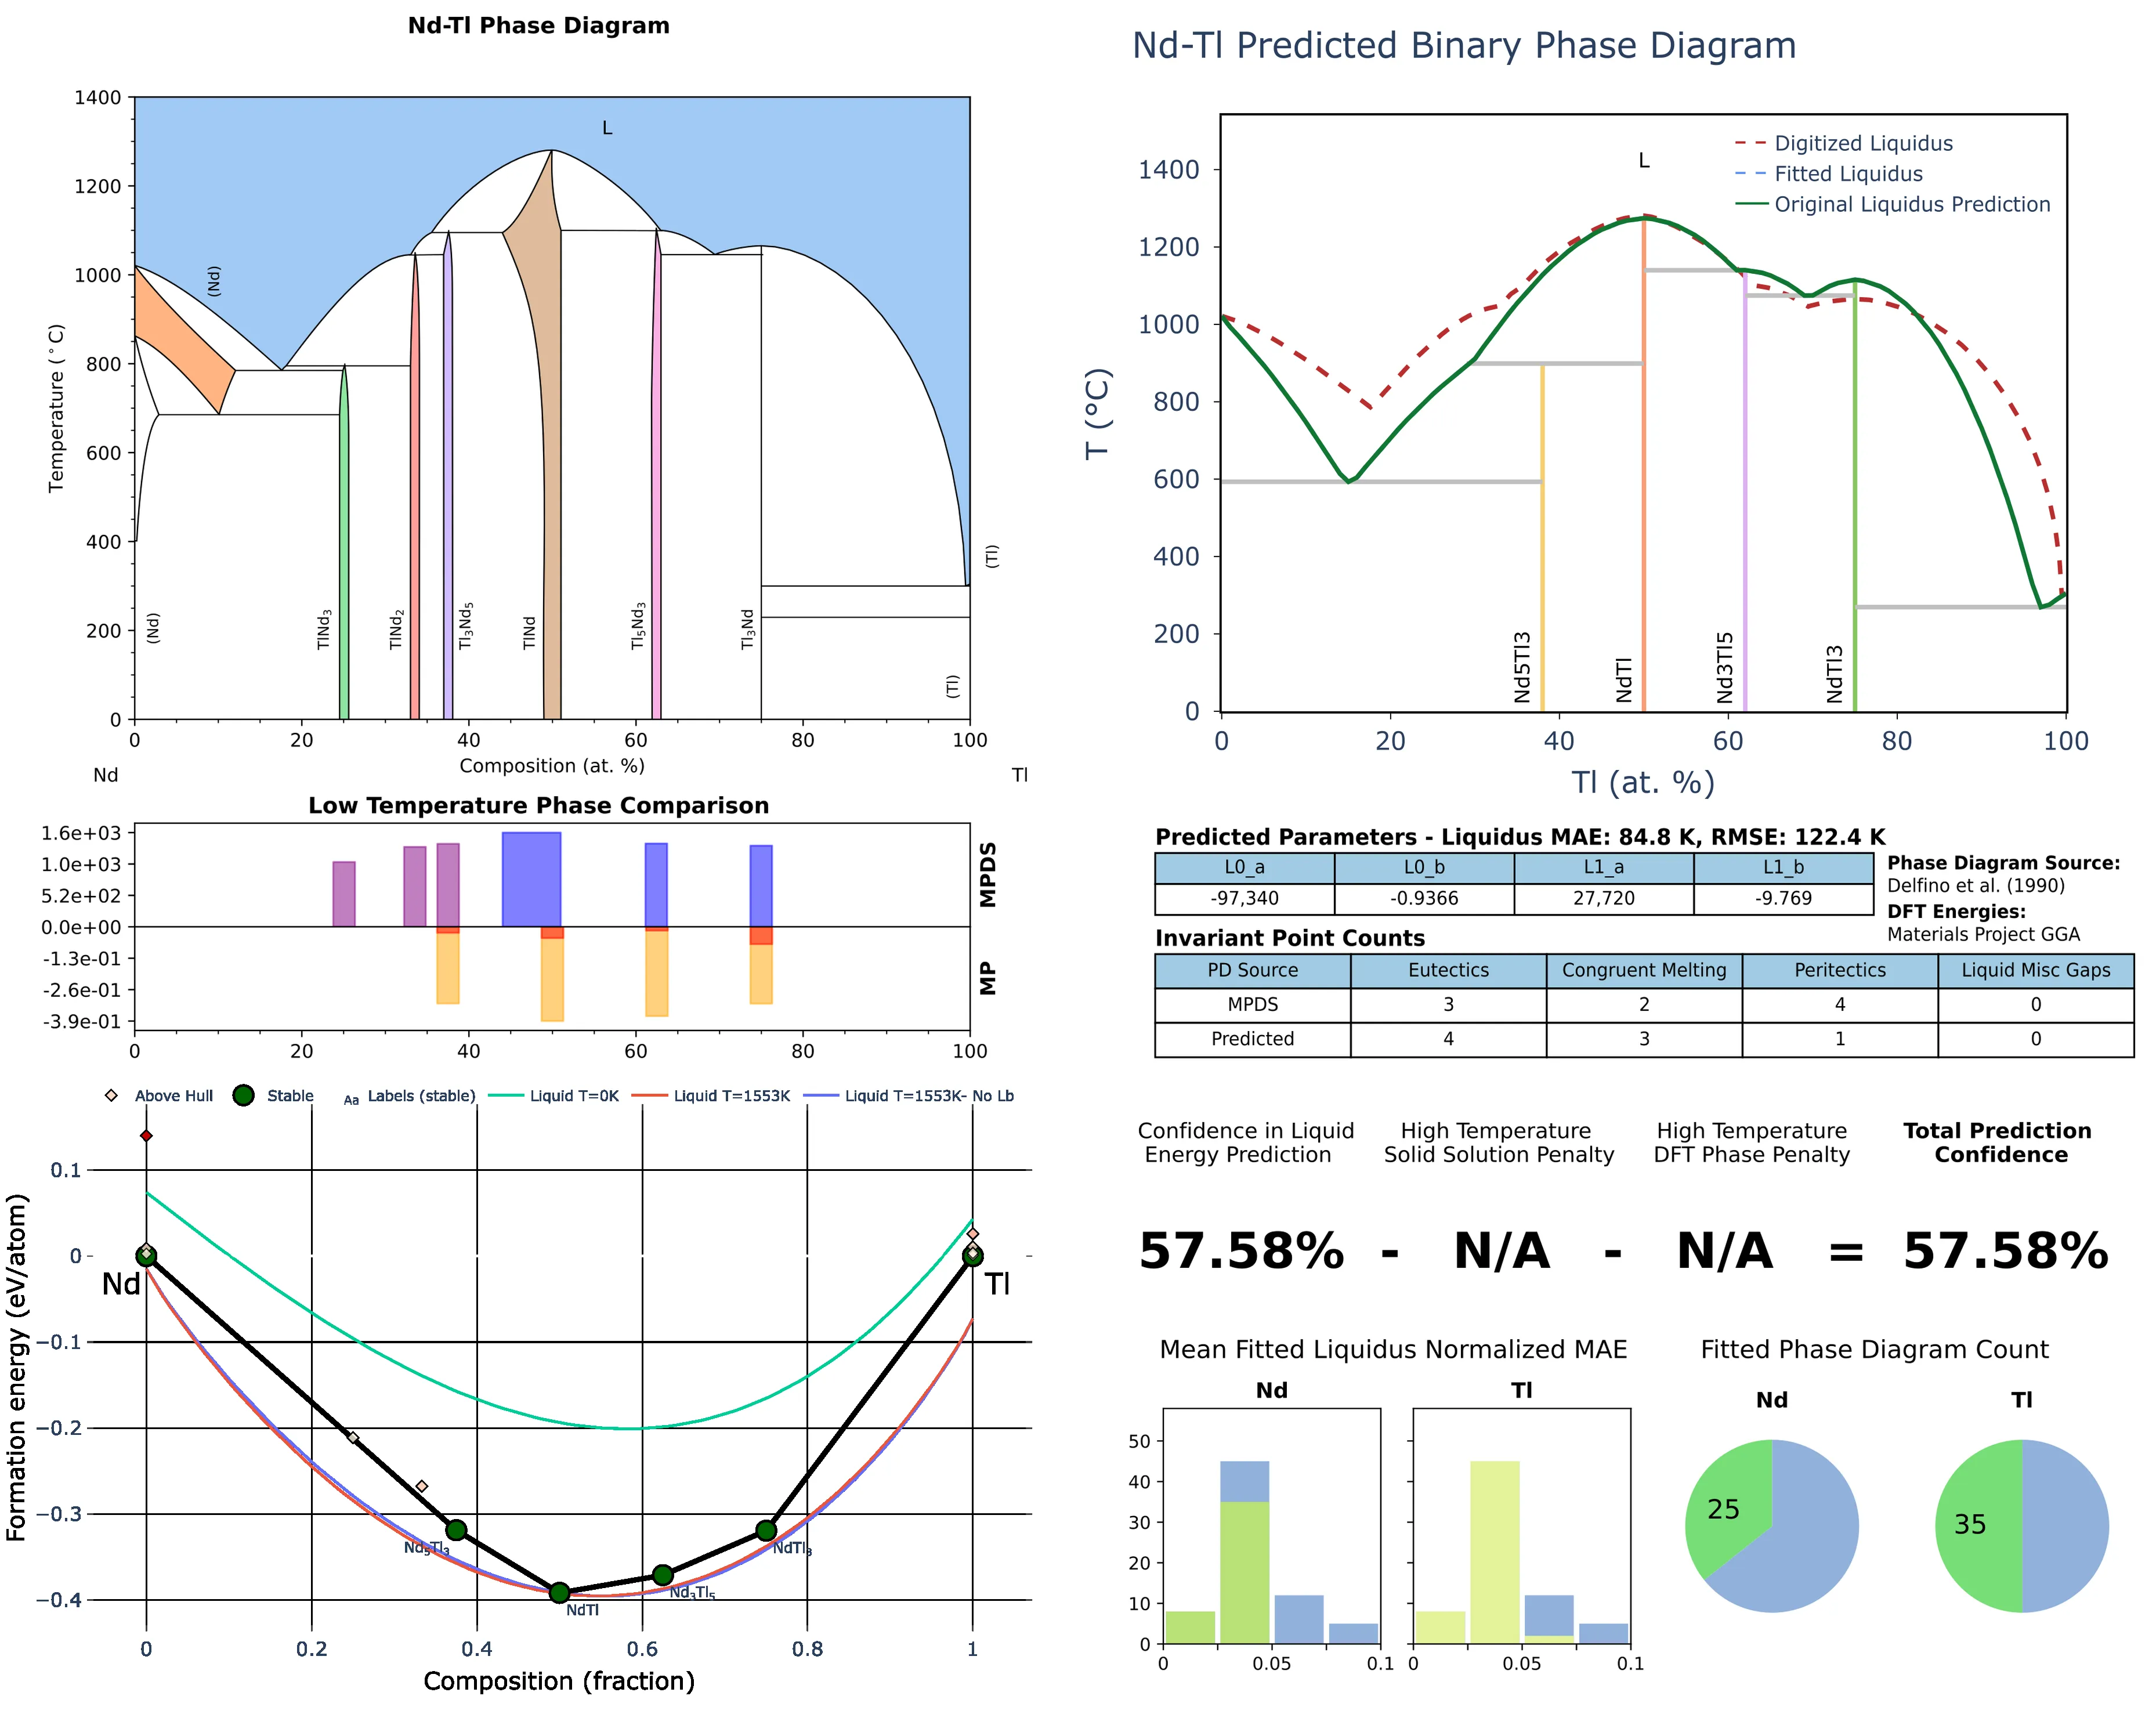 Nd-Tl Phase Diagram
1400
1200
1000
800
600
400
200
0
Temperature (°C)
L
(Nd)
(Nd)
TlNd₃
TlNd₂
Tl₃Nd₅
TlNd
Tl₅Nd₃
Tl₃Nd
(Tl)
(Tl)
0 20 40 60 80 100
Composition (at. %)
Nd Tl
Nd-Tl Predicted Binary Phase Diagram
Digitized Liquidus
Fitted Liquidus
Original Liquidus Prediction
L
1400
1200
1000
800
600
400
200
0
T (°C)
Nd5Tl3
NdTl
Nd3Tl5
NdTl3
0 20 40 60 80 100
Tl (at. %)
Low Temperature Phase Comparison
1.6e+03
1.0e+03
5.2e+02
0.0e+00
-1.3e-01
-2.6e-01
-3.9e-01
MPDS
MP
0 20 40 60 80 100
Predicted Parameters - Liquidus MAE: 84.8 K, RMSE: 122.4 K
L0_a L0_b L1_a L1_b
-97,340 -0.9366 27,720 -9.769
Phase Diagram Source:
Delfino et al. (1990)
DFT Energies:
Materials Project GGA
Invariant Point Counts
PD Source Eutectics Congruent Melting Peritectics Liquid Misc Gaps
MPDS 3 2 4 0
Predicted 4 3 1 0
Above Hull Stable Aa Labels (stable) Liquid T=0K Liquid T=1553K Liquid T=1553K- No Lb
0.1
0
−0.1
−0.2
−0.3
−0.4
Formation energy (eV/atom)
Nd
Tl
Nd₅Tl₃
NdTl
Nd₃Tl₅
NdTl₃
0 0.2 0.4 0.6 0.8 1
Composition (fraction)
Confidence in Liquid
Energy Prediction
High Temperature
Solid Solution Penalty
High Temperature
DFT Phase Penalty
Total Prediction
Confidence
57.58% - N/A - N/A = 57.58%
Mean Fitted Liquidus Normalized MAE
Nd Tl
50
40
30
20
10
0
0 0.05 0.1
0 0.05 0.1
Fitted Phase Diagram Count
Nd Tl
25
35